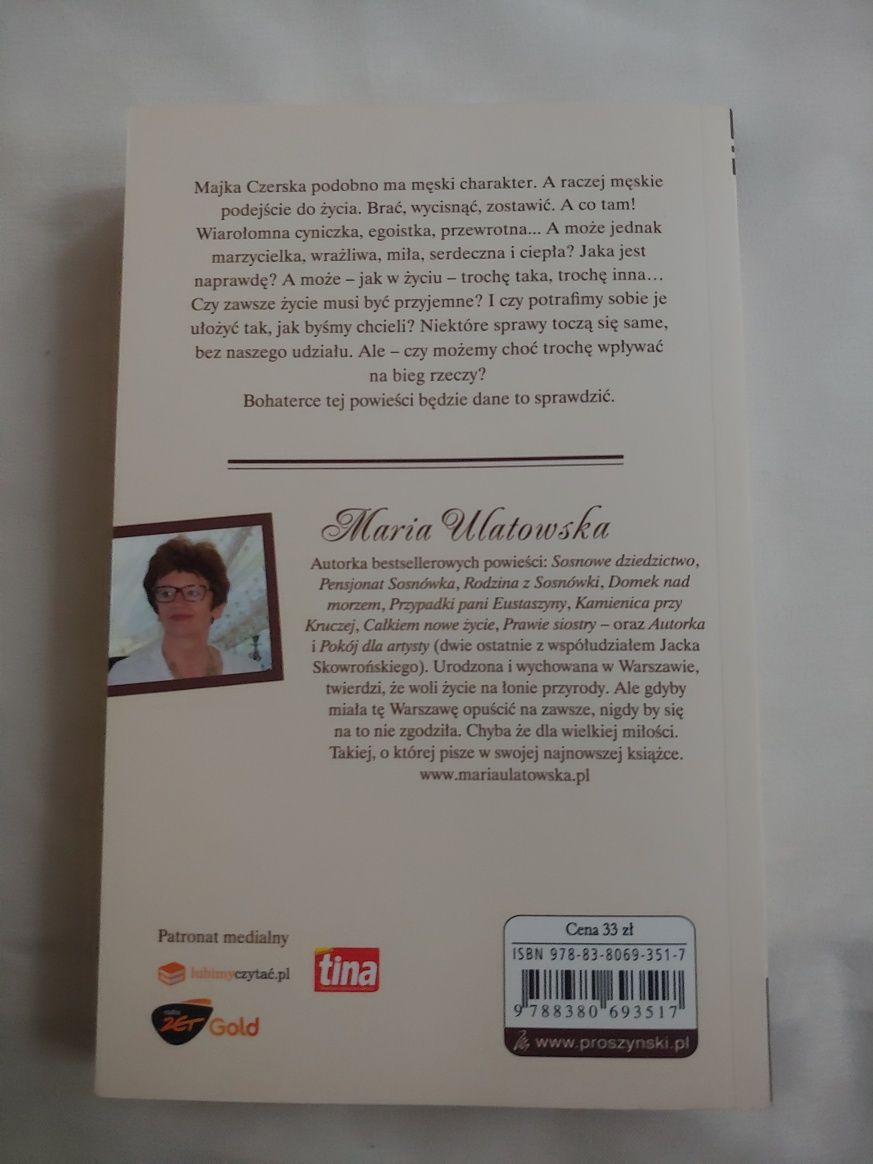 Majka Czerska podobno ma męski charakter. A raczej męskie
podejście do życia. Brać, wycisnąć, zostawić. A co tam!
Wiarołomna cyniczka, egoistka, przewrotna... A może jednak
marzycielka, wrażliwa, miła, serdeczna i ciepła? Jaka jest
naprawdę? A może – jak w życiu – trochę taka, trochę inna...
Czy zawsze życie musi być przyjemne? I czy potrafimy sobie je
ułożyć tak, jak byśmy chcieli? Niektóre sprawy toczą się same,
bez naszego udziału. Ale – czy możemy choć trochę wpływać
na bieg rzeczy?
Bohaterce tej powieści będzie dane to sprawdzić.
Maria Ulatowska
Autorka bestsellerowych powieści: Sosnowe dziedzictwo,
Pensjonat Sosnówka, Rodzina z Sosnówki, Domek nad
morzem, Przypadki pani Eustaszyny, Kamienica przy
Kruczej, Całkiem nowe życie, Prawie siostry – oraz Autorka
i Pokój dla artysty (dwie ostatnie z współudziałem Jacka
Skowrońskiego). Urodzona i wychowana w Warszawie,
twierdzi, że woli życie na łonie przyrody. Ale gdyby
miała tę Warszawę opuścić na zawsze, nigdy by się
na to nie zgodziła. Chyba że dla wielkiej miłości.
Takiej, o której pisze w swojej najnowszej książce.
www.mariaulatowska.pl
Patronat medialny
lubimyczytać.pl
tina
radio
ZET Gold
Cena 33 zł
ISBN 978-83-8069-351-7
9 788380 693517
www.proszynski.pl